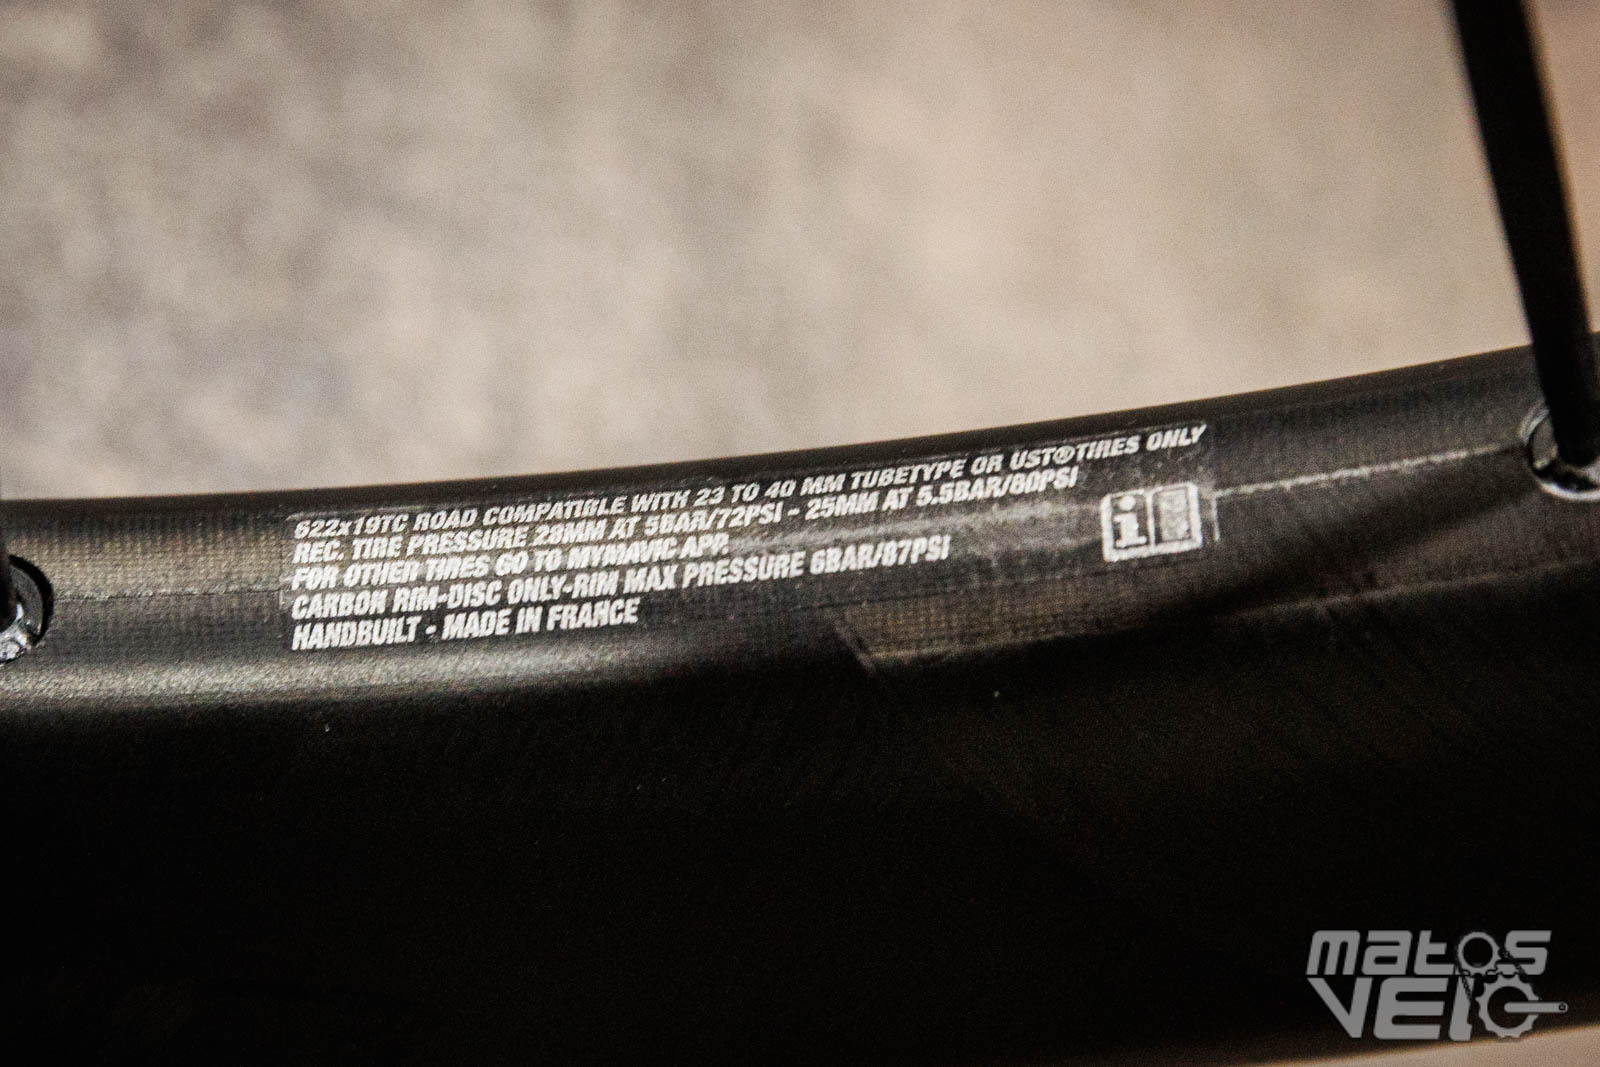 622x19TC ROAD COMPATIBLE WITH 23 TO 40 MM TUBETYPE OR UST®TIRES ONLY
REC. TIRE PRESSURE 28MM AT 5BAR/72PSI - 25MM AT 5.5BAR/80PSI
FOR OTHER TIRES GO TO MYMAVIC APP.
CARBON RIM-DISC ONLY-RIM MAX PRESSURE 6BAR/87PSI
HANDBUILT - MADE IN FRANCE
i
matos
VELO